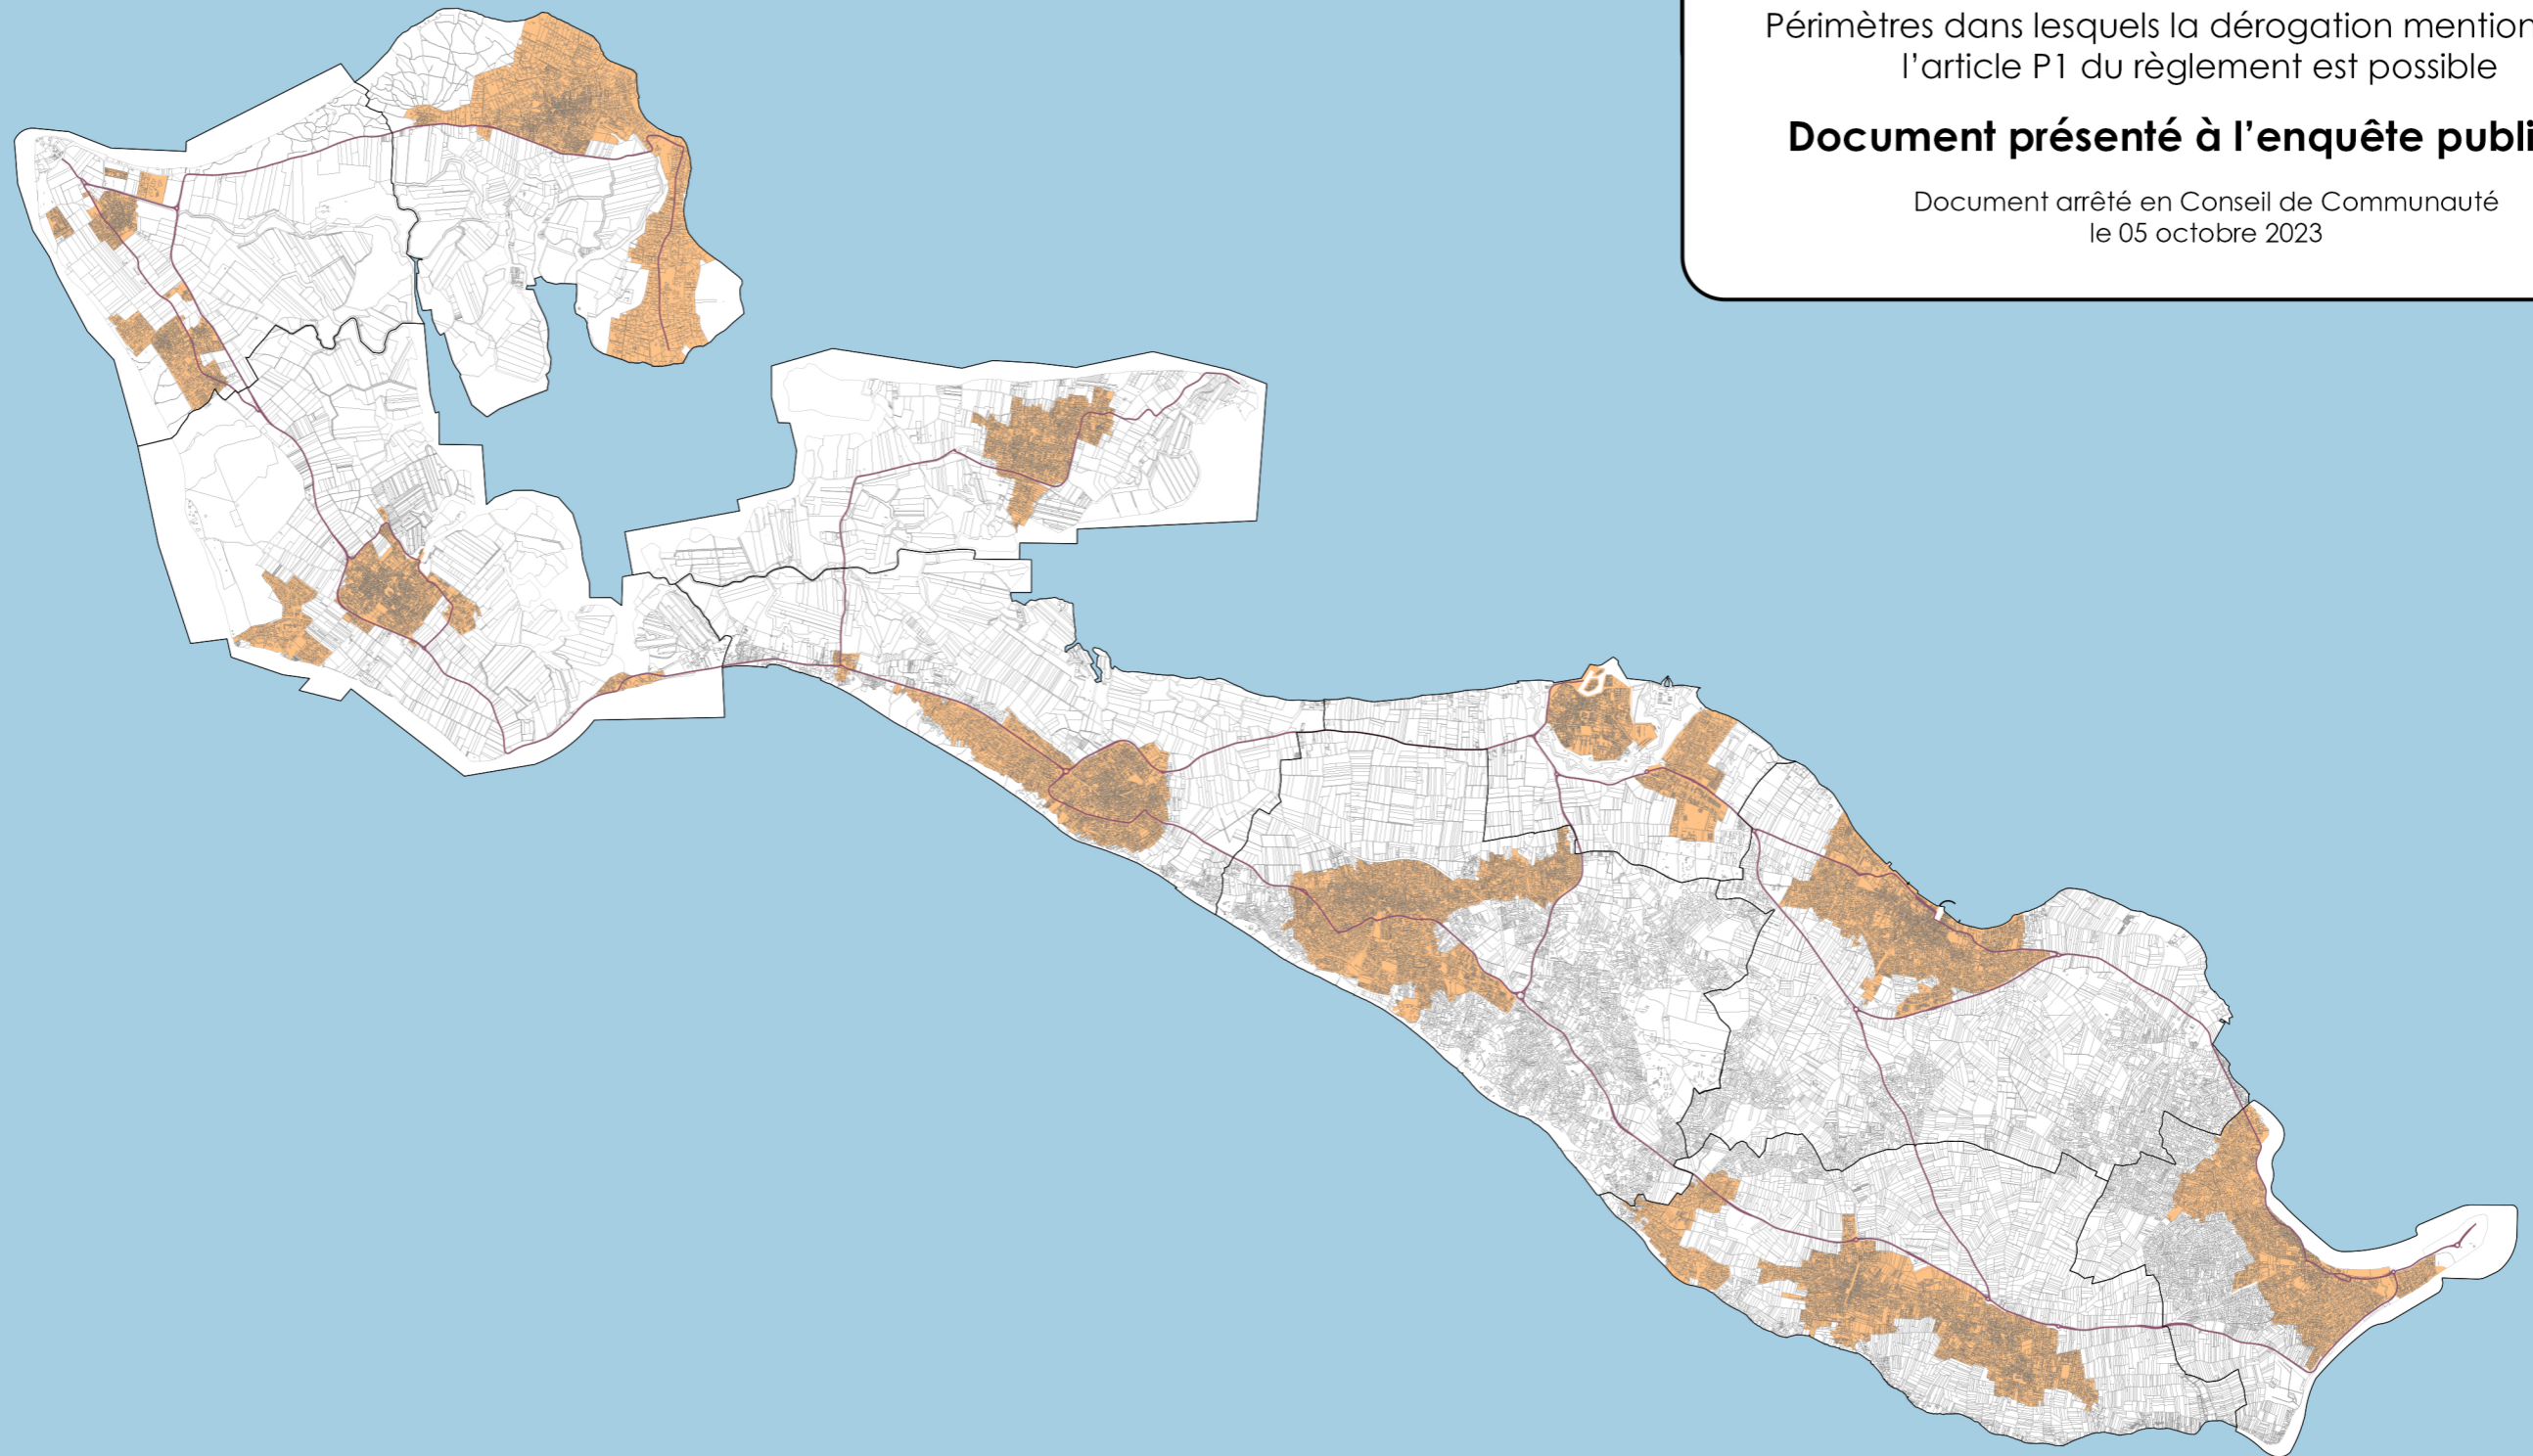 Périmètres dans lesquels la dérogation mention
l’article P1 du règlement est possible
Document présenté à l’enquête publi
Document arrêté en Conseil de Communauté
le 05 octobre 2023